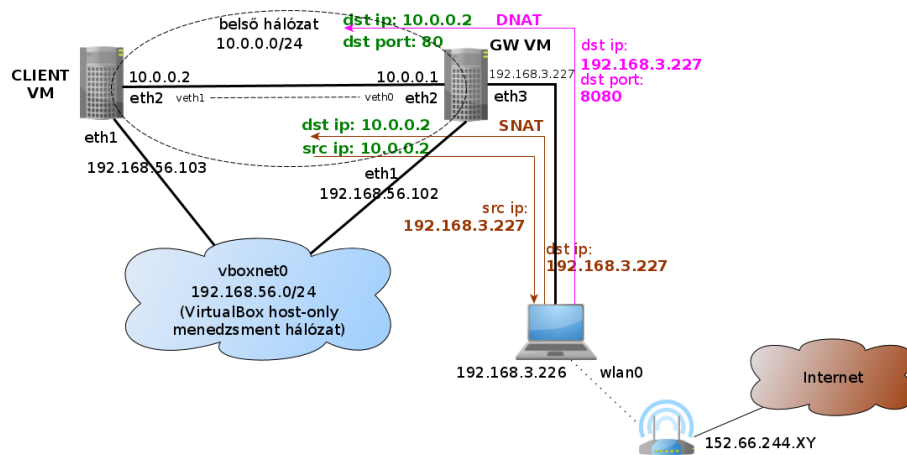 belső hálózat
10.0.0.0/24
dst ip: 10.0.0.2
DNAT
dst port: 80
GW VM
dst ip:
192.168.3.227
dst port:
8080
CLIENT
VM
10.0.0.2
10.0.0.1
192.168.3.227
eth2
veth1
veth0
eth2
eth3
dst ip: 10.0.0.2
SNAT
src ip: 10.0.0.2
eth1
192.168.56.103
eth1
192.168.56.102
src ip:
192.168.3.227
dst ip:
192.168.3.227
vboxnet0
192.168.56.0/24
(VirtualBox host-only
menedzsment hálózat)
192.168.3.226
wlan0
Internet
152.66.244.XY